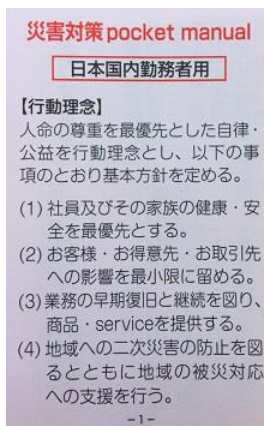 災害対策pocket manual
日本国内勤務者用
【行動理念】
人命の尊重を最優先とした自律・
公益を行動理念とし、以下の事
項のとおり基本方針を定める。
(1) 社員及びその家族の健康・安
全を最優先とする。
(2) お客様・お得意先・お取引先
への影響を最小限に留める。
(3) 業務の早期復旧と継続を図り、
商品・serviceを提供する。
(4) 地域への二次災害の防止を図
るとともに地域の被災対応
への支援を行う。
-1-